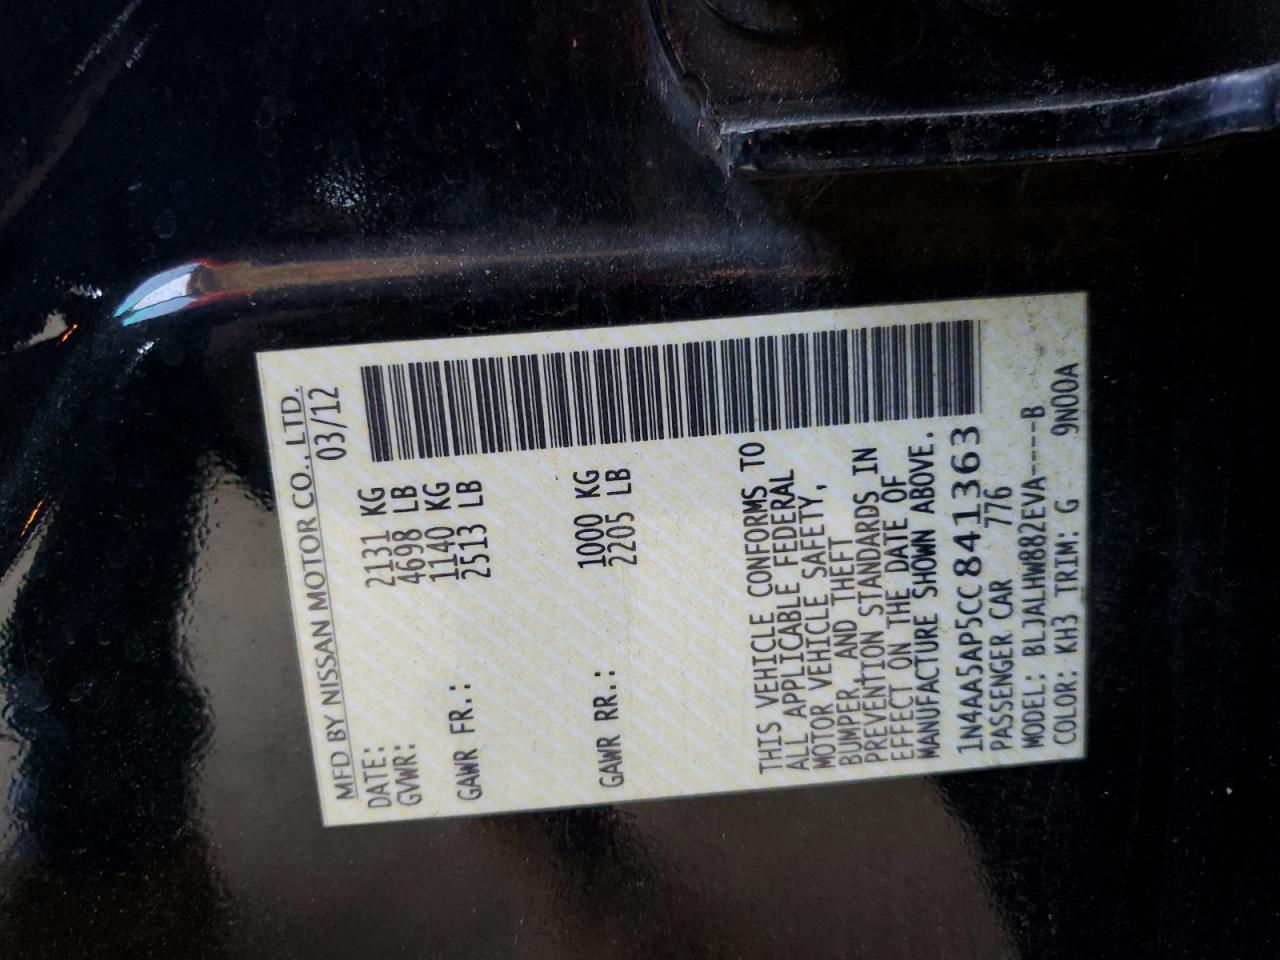 MFD BY NISSAN MOTOR CO., LTD.
DATE: 03/12
GVWR: 2131 KG
4698 LB
GAWR FR.: 1140 KG
2513 LB
GAWR RR.: 1000 KG
2205 LB
THIS VEHICLE CONFORMS TO
ALL APPLICABLE FEDERAL
MOTOR VEHICLE SAFETY,
BUMPER, AND THEFT
PREVENTION STANDARDS IN
EFFECT ON THE DATE OF
MANUFACTURE SHOWN ABOVE.
1N4AA5AP5CC841363
PASSENGER CAR 776
MODEL: BLJALHW882EVA-----B
COLOR: KH3 TRIM: G 9N00A